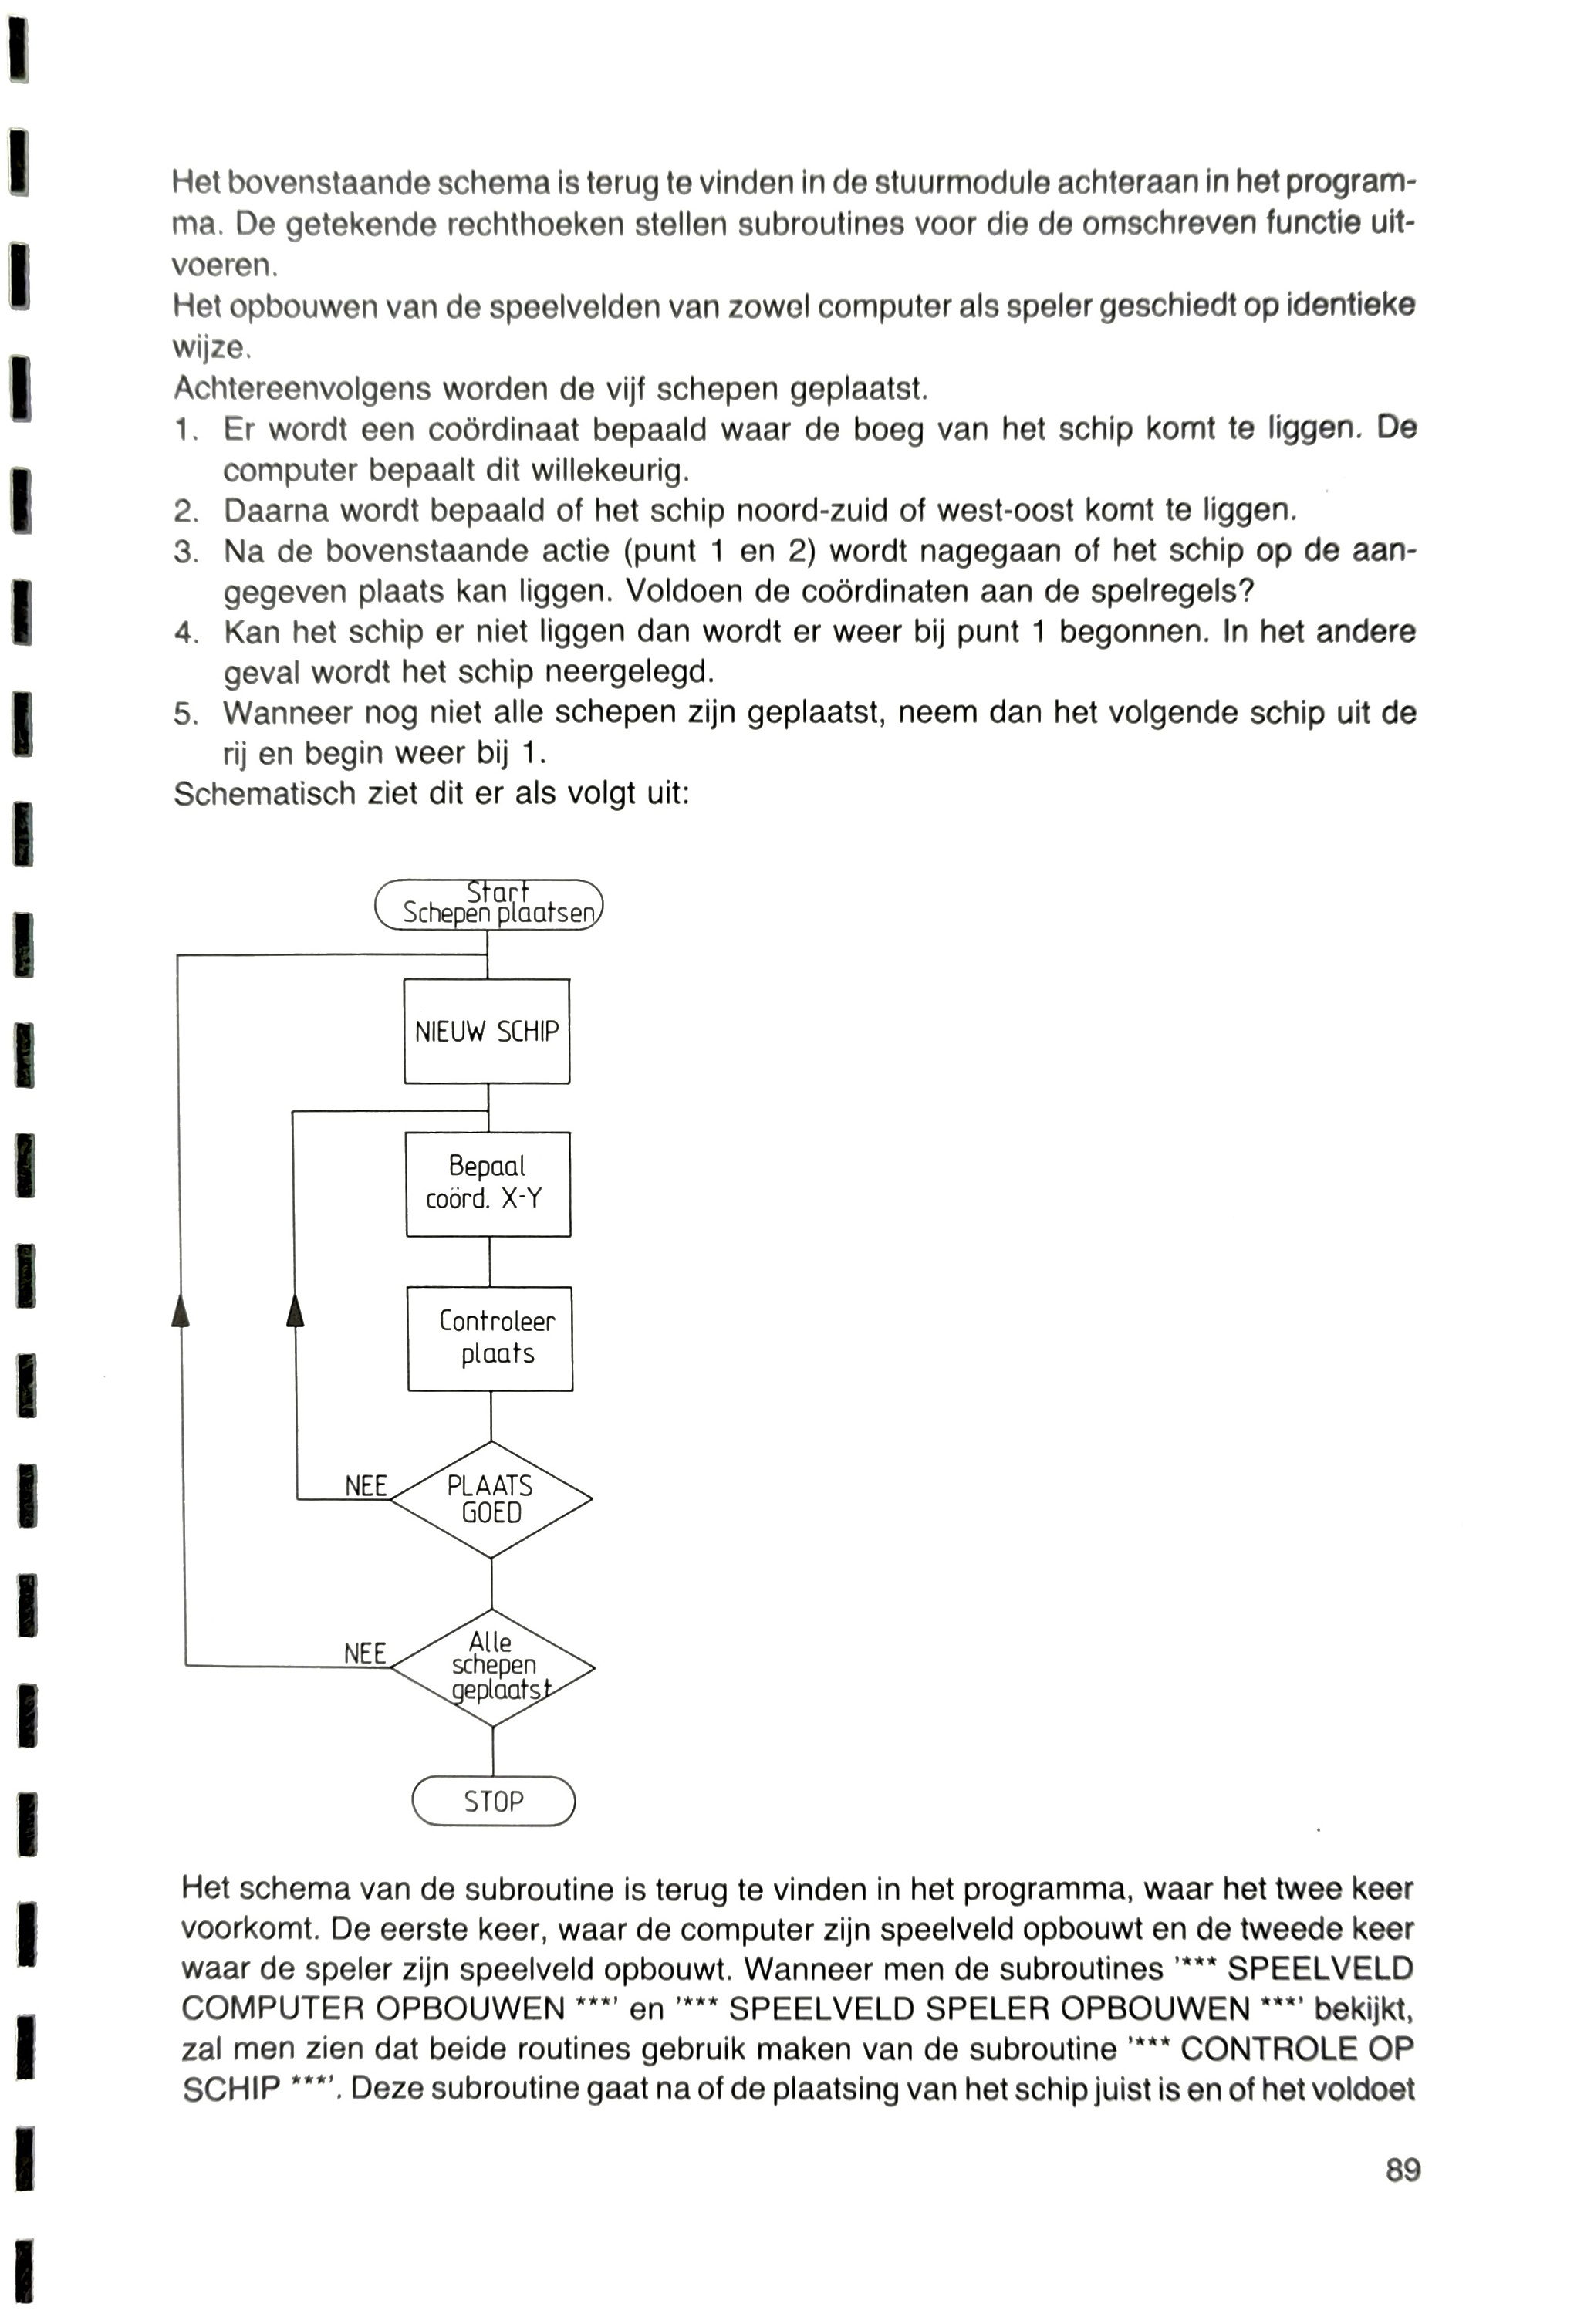 Het bovenstaande schema is terug te vinden in de stuurmodule achteraan in het program-
ma. De getekende rechthoeken stellen subroutines voor die de omschreven functie uit-
voeren.
Het opbouwen van de speelvelden van zowel computer als speler geschiedt op identieke
wijze.
Achtereenvolgens worden de vijf schepen geplaatst.
1. Er wordt een coördinaat bepaald waar de boeg van het schip komt te liggen. De
computer bepaalt dit willekeurig.
2. Daarna wordt bepaald of het schip noord-zuid of west-oost komt te liggen.
3. Na de bovenstaande actie (punt 1 en 2) wordt nagegaan of het schip op de aan-
gegeven plaats kan liggen. Voldoen de coördinaten aan de spelregels?
4. Kan het schip er niet liggen dan wordt er weer bij punt 1 begonnen. In het andere
geval wordt het schip neergelegd.
5. Wanneer nog niet alle schepen zijn geplaatst, neem dan het volgende schip uit de
rij en begin weer bij 1.
Schematisch ziet dit er als volgt uit:
Start
Schepen plaatsen
NIEUW SCHIP
Bepaal
coörd. X-Y
Controleer
plaats
NEE
PLAATS
GOED
NEE
Alle
schepen
geplaatst
STOP
Het schema van de subroutine is terug te vinden in het programma, waar het twee keer
voorkomt. De eerste keer, waar de computer zijn speelveld opbouwt en de tweede keer
waar de speler zijn speelveld opbouwt. Wanneer men de subroutines '*** SPEELVELD
COMPUTER OPBOUWEN ***' en '*** SPEELVELD SPELER OPBOUWEN ***' bekijkt,
zal men zien dat beide routines gebruik maken van de subroutine '*** CONTROLE OP
SCHIP ***'. Deze subroutine gaat na of de plaatsing van het schip juist is en of het voldoet
89